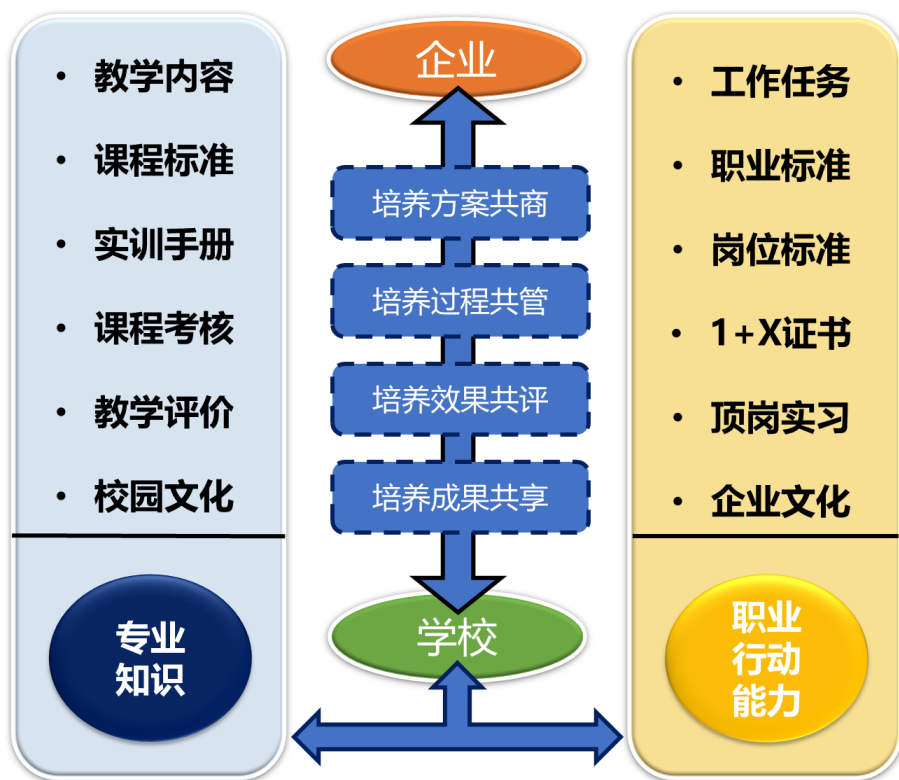 • 教学内容
• 课程标准
• 实训手册
• 课程考核
• 教学评价
• 校园文化
专业
知识
企业
培养方案共商
培养过程共管
培养效果共评
培养成果共享
学校
• 工作任务
• 职业标准
• 岗位标准
• 1+X证书
• 顶岗实习
• 企业文化
职业
行动
能力